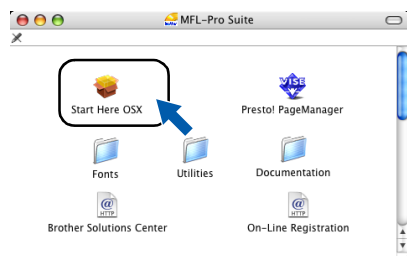 MFL-Pro Suite
Start Here OSX
VISE
Presto! PageManager
Fonts
Utilities
Documentation
@
HTTP
@
HTTP
Brother Solutions Center
On-Line Registration